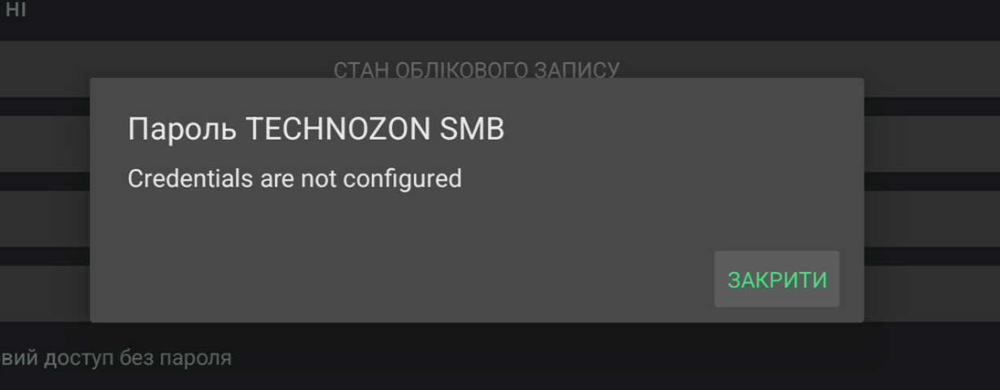 НІ
СТАН ОБЛІКОВОГО ЗАПИСУ
Пароль TECHNOZON SMB
Credentials are not configured
ЗАКРИТИ
вий доступ без пароля